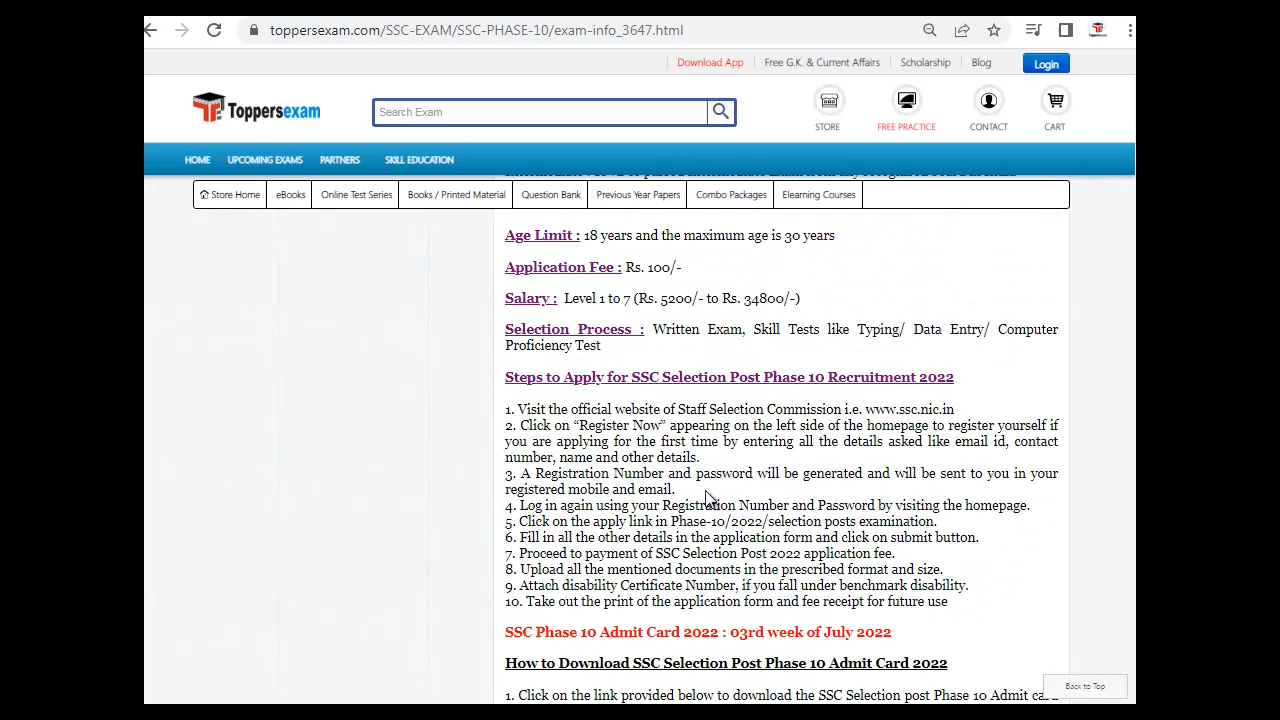 toppersexam.com/SSC-EXAM/SSC-PHASE-10/exam-info_3647.html
Download App
Free G.K. & Current Affairs
Scholarship
Blog
Login
Toppersexam
Search Exam
STORE
FREE PRACTICE
CONTACT
CART
HOME
UPCOMING EXAMS
PARTNERS
SKILL EDUCATION
Store Home
eBooks
Online Test Series
Books / Printed Material
Question Bank
Previous Year Papers
Combo Packages
Elearning Courses
Age Limit : 18 years and the maximum age is 30 years
Application Fee : Rs. 100/-
Salary : Level 1 to 7 (Rs. 5200/- to Rs. 34800/-)
Selection Process : Written Exam, Skill Tests like Typing/ Data Entry/ Computer
Proficiency Test
Steps to Apply for SSC Selection Post Phase 10 Recruitment 2022
1. Visit the official website of Staff Selection Commission i.e. www.ssc.nic.in
2. Click on “Register Now” appearing on the left side of the homepage to register yourself if
you are applying for the first time by entering all the details asked like email id, contact
number, name and other details.
3. A Registration Number and password will be generated and will be sent to you in your
registered mobile and email.
4. Log in again using your Registration Number and Password by visiting the homepage.
5. Click on the apply link in Phase-10/2022/selection posts examination.
6. Fill in all the other details in the application form and click on submit button.
7. Proceed to payment of SSC Selection Post 2022 application fee.
8. Upload all the mentioned documents in the prescribed format and size.
9. Attach disability Certificate Number, if you fall under benchmark disability.
10. Take out the print of the application form and fee receipt for future use
SSC Phase 10 Admit Card 2022 : 03rd week of July 2022
How to Download SSC Selection Post Phase 10 Admit Card 2022
1. Click on the link provided below to download the SSC Selection post Phase 10 Admit card
Back to Top